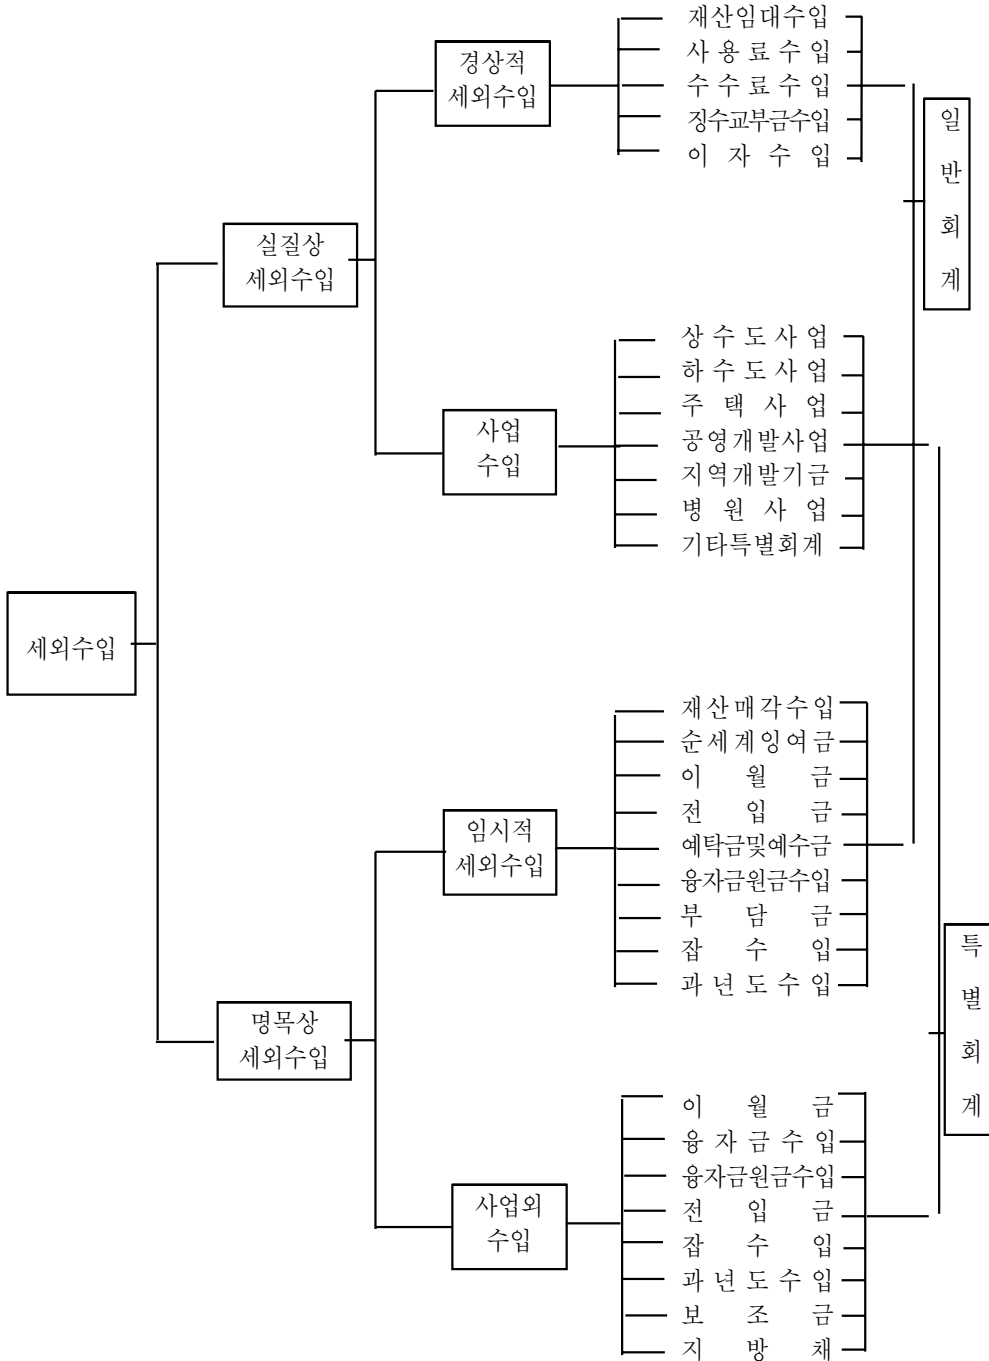 세외수입
실질상
세외수입
경상적
세외수입
재산임대수입
사용료수입
수수료수입
징수교부금수입
이자수입
사업
수입
상수도사업
하수도사업
주택사업
공영개발사업
지역개발기금
병원사업
기타특별회계
일반회계
명목상
세외수입
임시적
세외수입
재산매각수입
순세계잉여금
이월금
전입금
예탁금및예수금
융자금원금수입
부담금
잡수입
과년도수입
사업외
수입
이월금
융자금수입
융자금원금수입
전입금
잡수입
과년도수입
보조금
지방채
특별회계